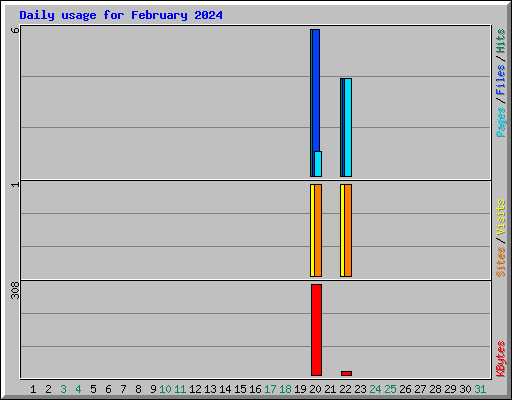 Daily usage for February 2024
6
1
308
Pages / Files / Hits
Sites / Visits
KBytes
1 2 3 4 5 6 7 8 9 10 11 12 13 14 15 16 17 18 19 20 21 22 23 24 25 26 27 28 29 30 31